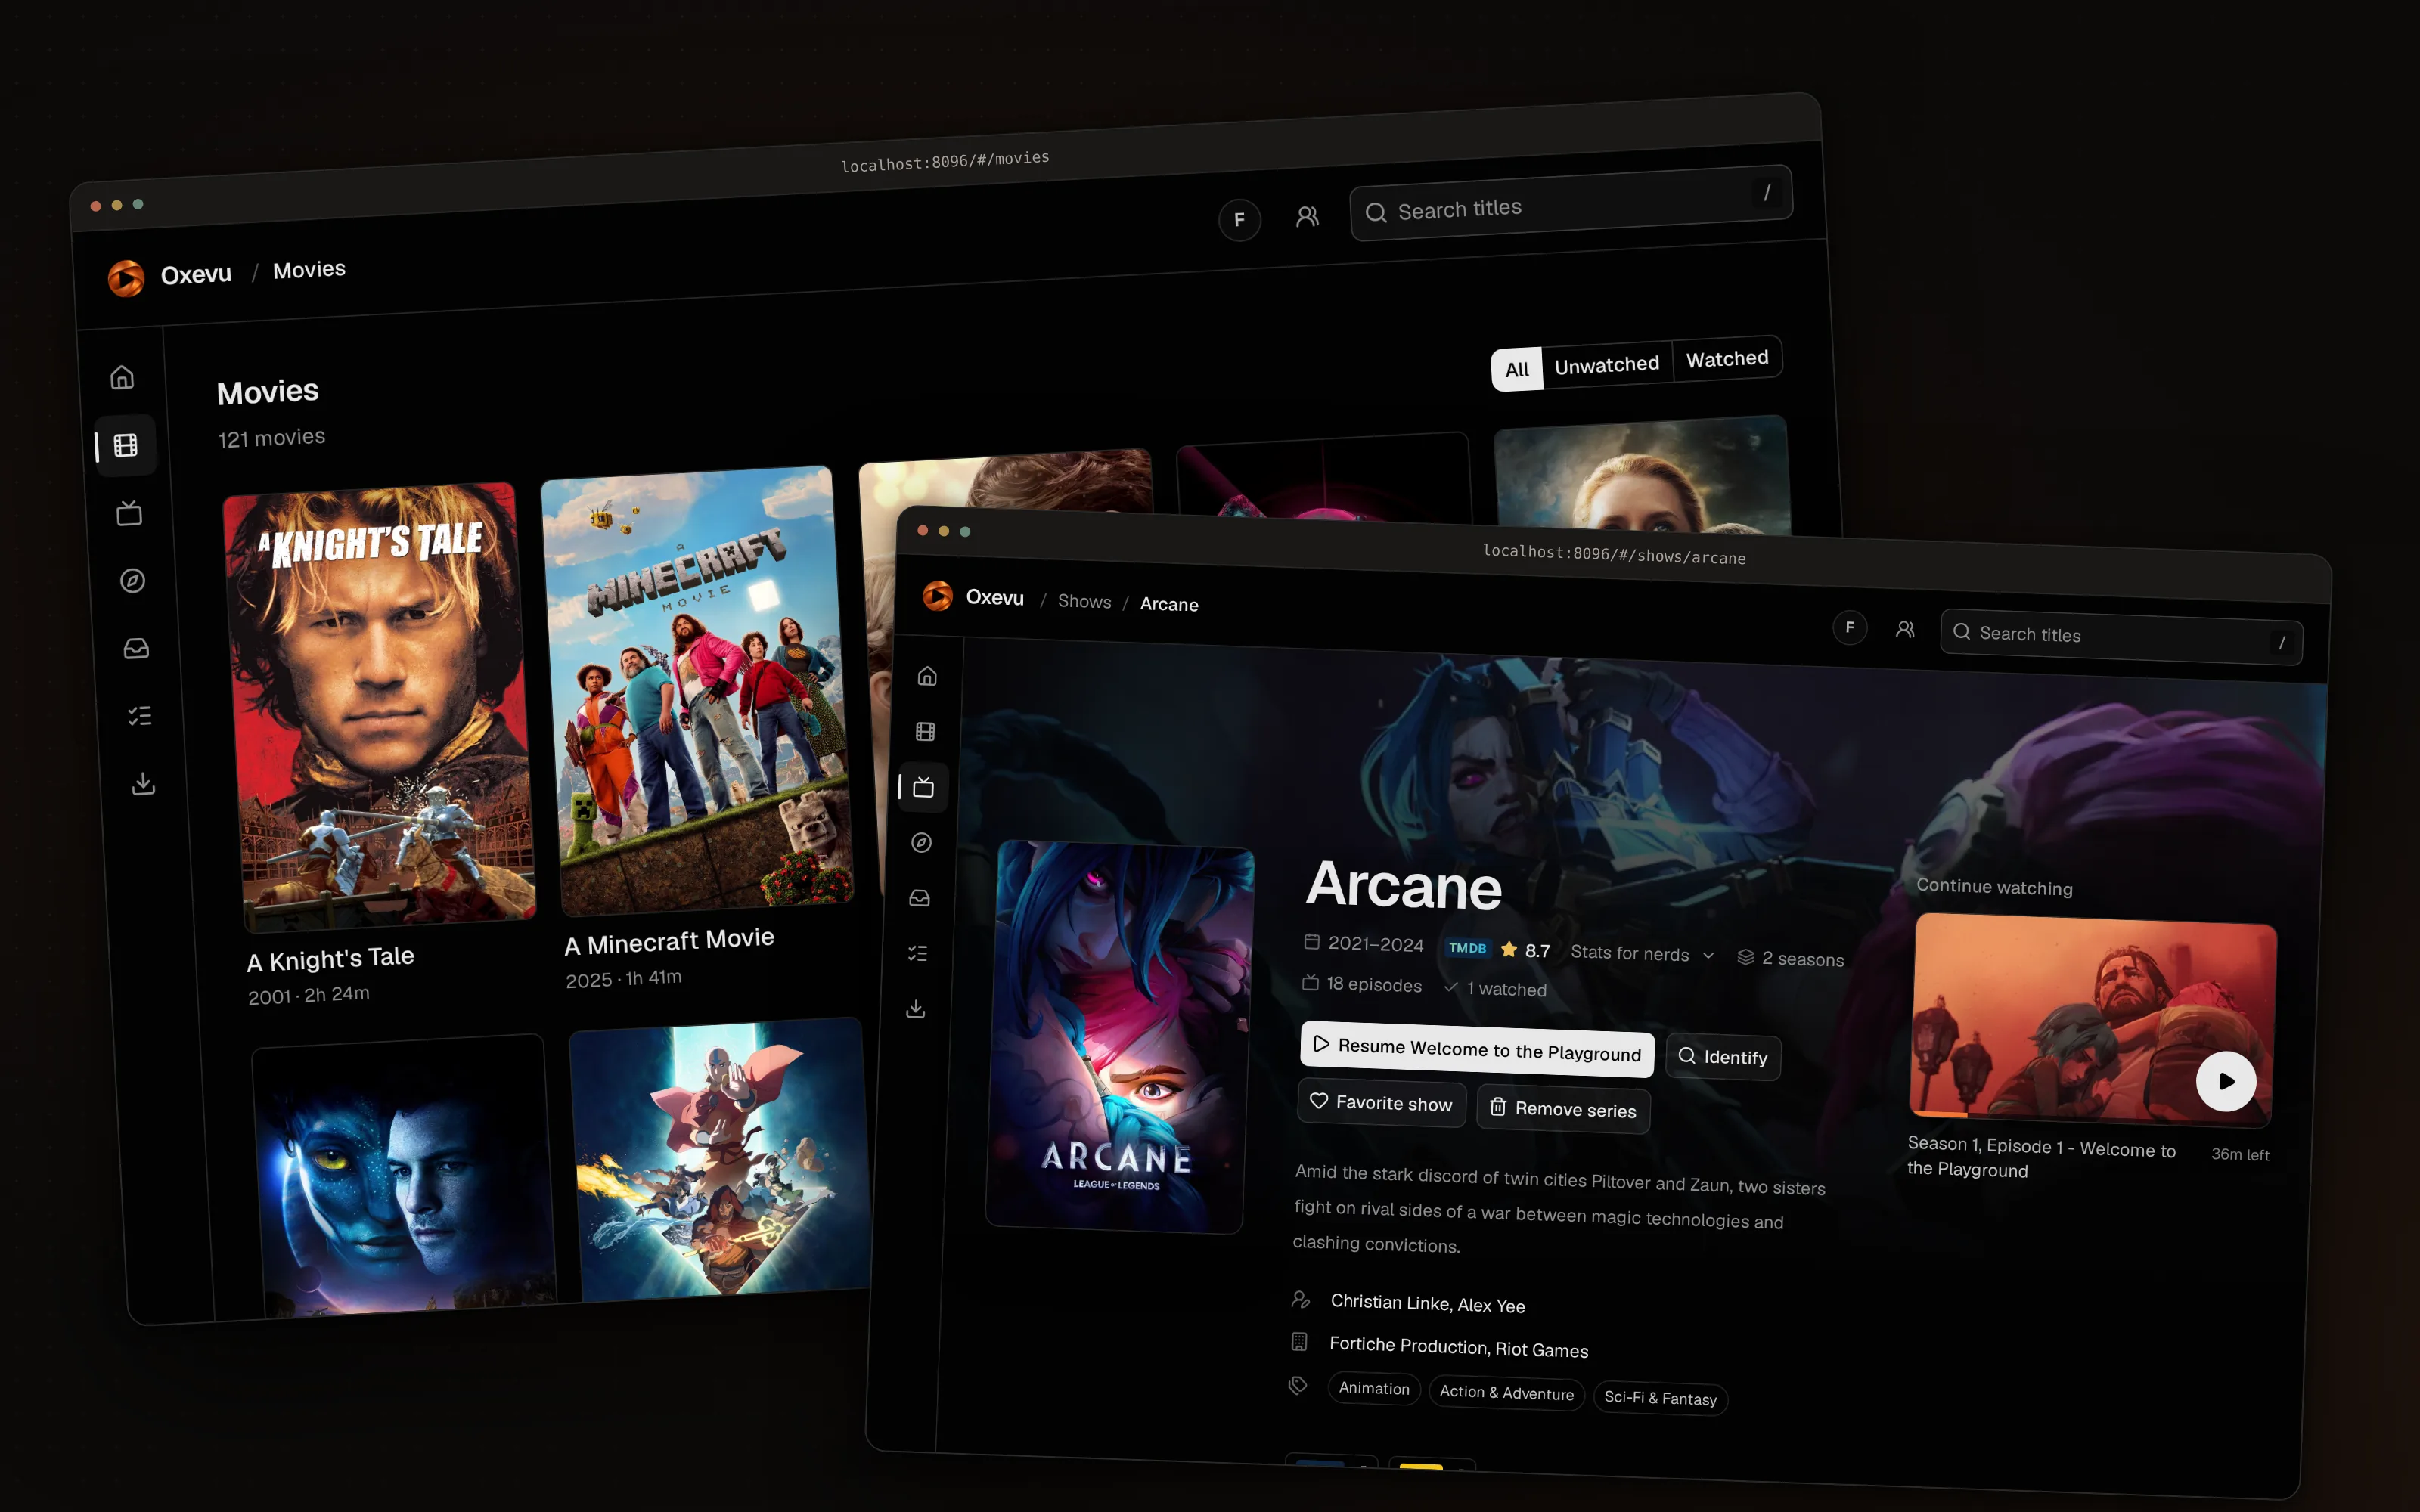 localhost:8096/#/movies
Oxevu / Movies
F
Search titles
/
Movies
121 movies
All
Unwatched
Watched
A KNIGHT'S TALE
A MINECRAFT MOVIE
A Knight's Tale
2001 · 2h 24m
A Minecraft Movie
2025 · 1h 41m
localhost:8096/#/shows/arcane
Oxevu / Shows / Arcane
F
Search titles
/
ARCANE
LEAGUE OF LEGENDS
Arcane
2021–2024
TMDB
8.7
Stats for nerds
2 seasons
18 episodes
1 watched
Resume Welcome to the Playground
Identify
Favorite show
Remove series
Amid the stark discord of twin cities Piltover and Zaun, two sisters
fight on rival sides of a war between magic technologies and
clashing convictions.
Christian Linke, Alex Yee
Fortiche Production, Riot Games
Animation
Action & Adventure
Sci-Fi & Fantasy
Continue watching
Season 1, Episode 1 - Welcome to
the Playground
36m left